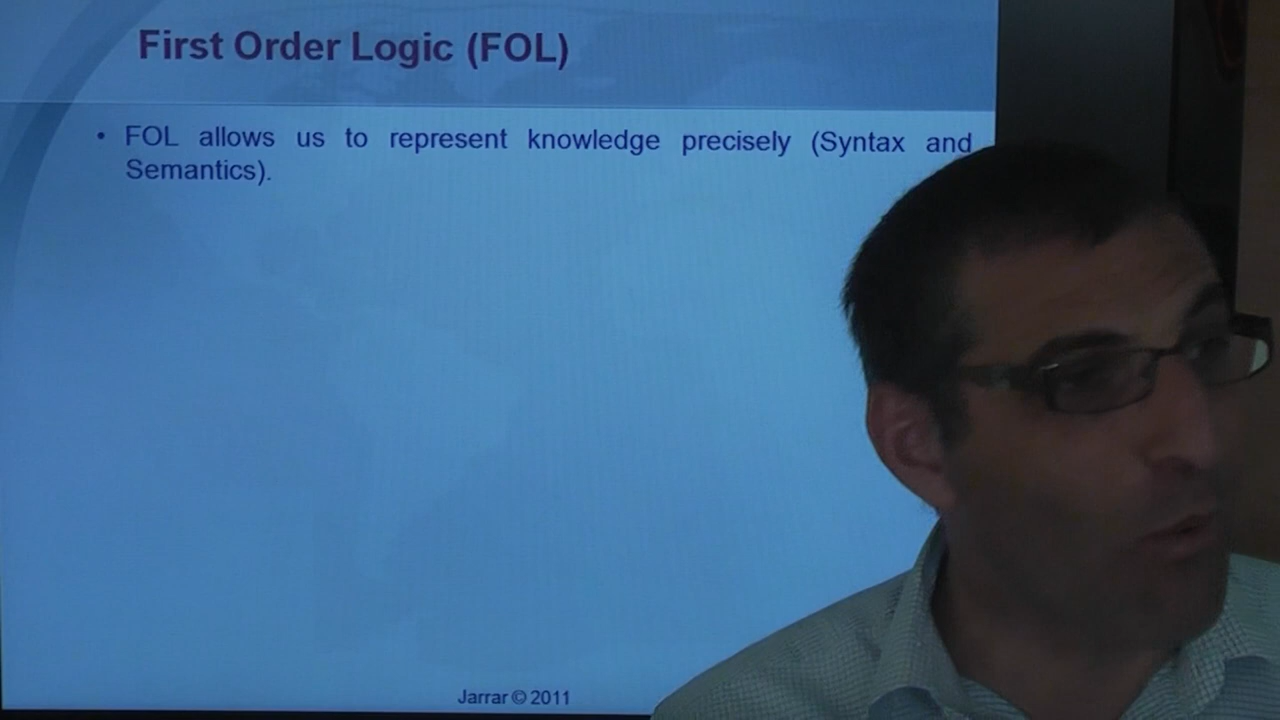 First Order Logic (FOL)
• FOL allows us to represent knowledge precisely (Syntax and
Semantics).
Jarrar © 2011